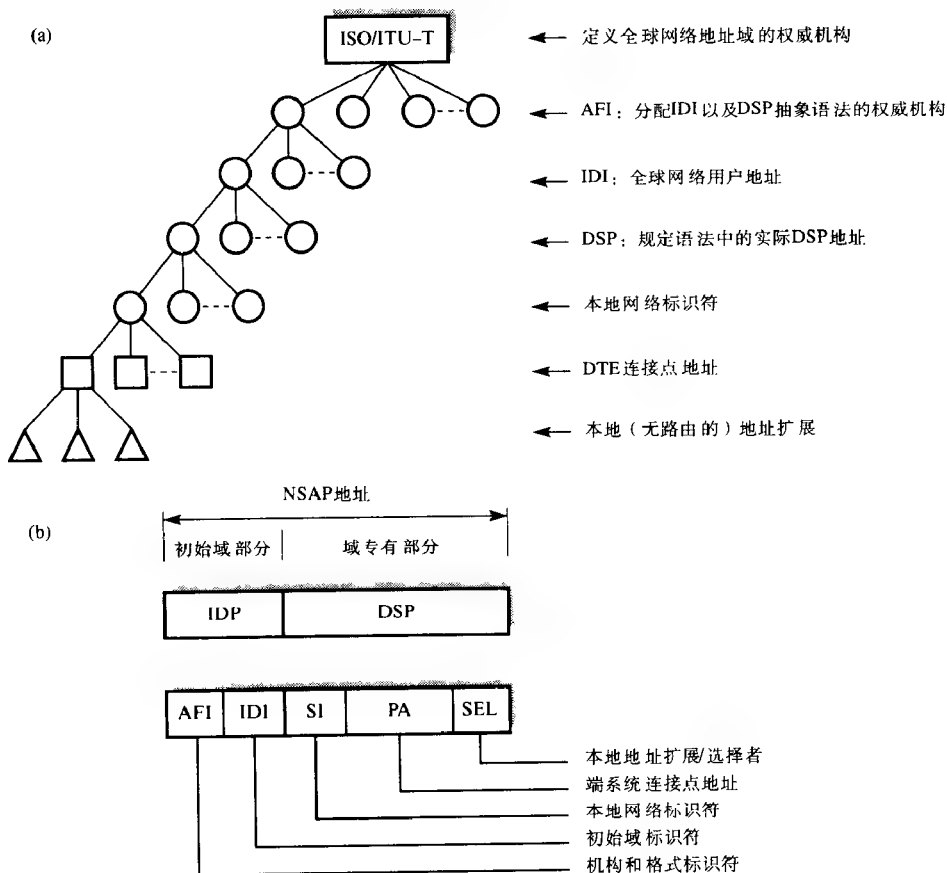 (a)
ISO/ITU-T
定义全球网络地址域的权威机构
AFI：分配IDI以及DSP抽象语法的权威机构
IDI：全球网络用户地址
DSP：规定语法中的实际DSP地址
本地网络标识符
DTE连接点地址
本地（无路由的）地址扩展
(b)
NSAP地址
初始域部分 域专有部分
IDP DSP
AFI IDI SI PA SEL
本地地址扩展/选择者
端系统连接点地址
本地网络标识符
初始域标识符
机构和格式标识符